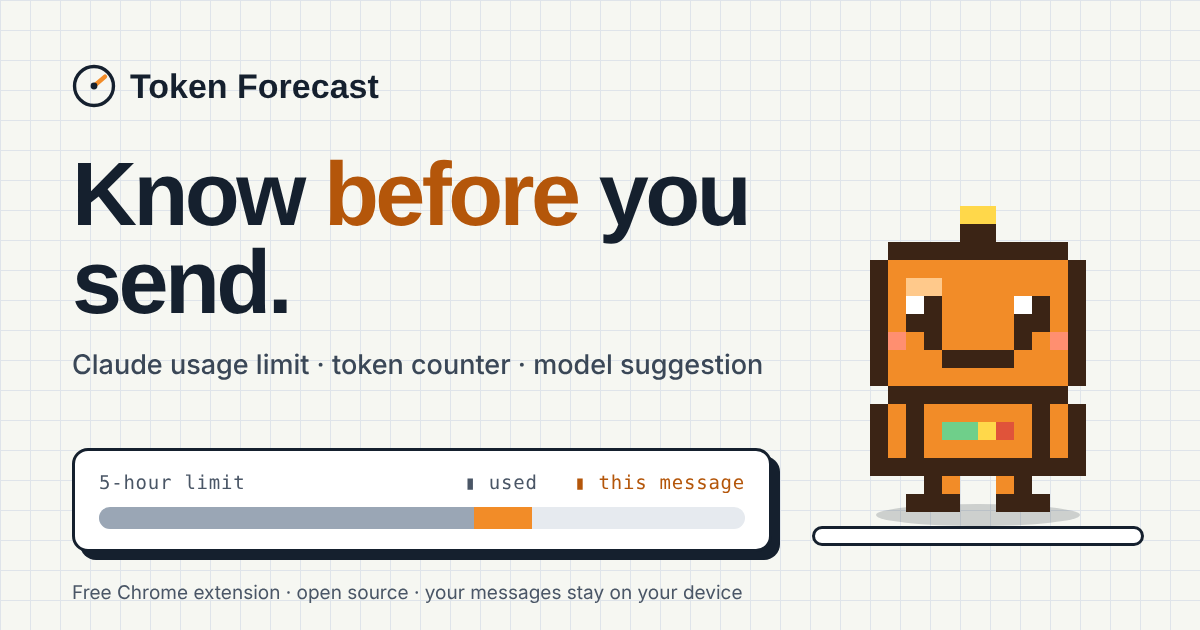 Token Forecast
Know before you
send.
Claude usage limit · token counter · model suggestion
5-hour limit ▮ used ▮ this message
Free Chrome extension · open source · your messages stay on your device